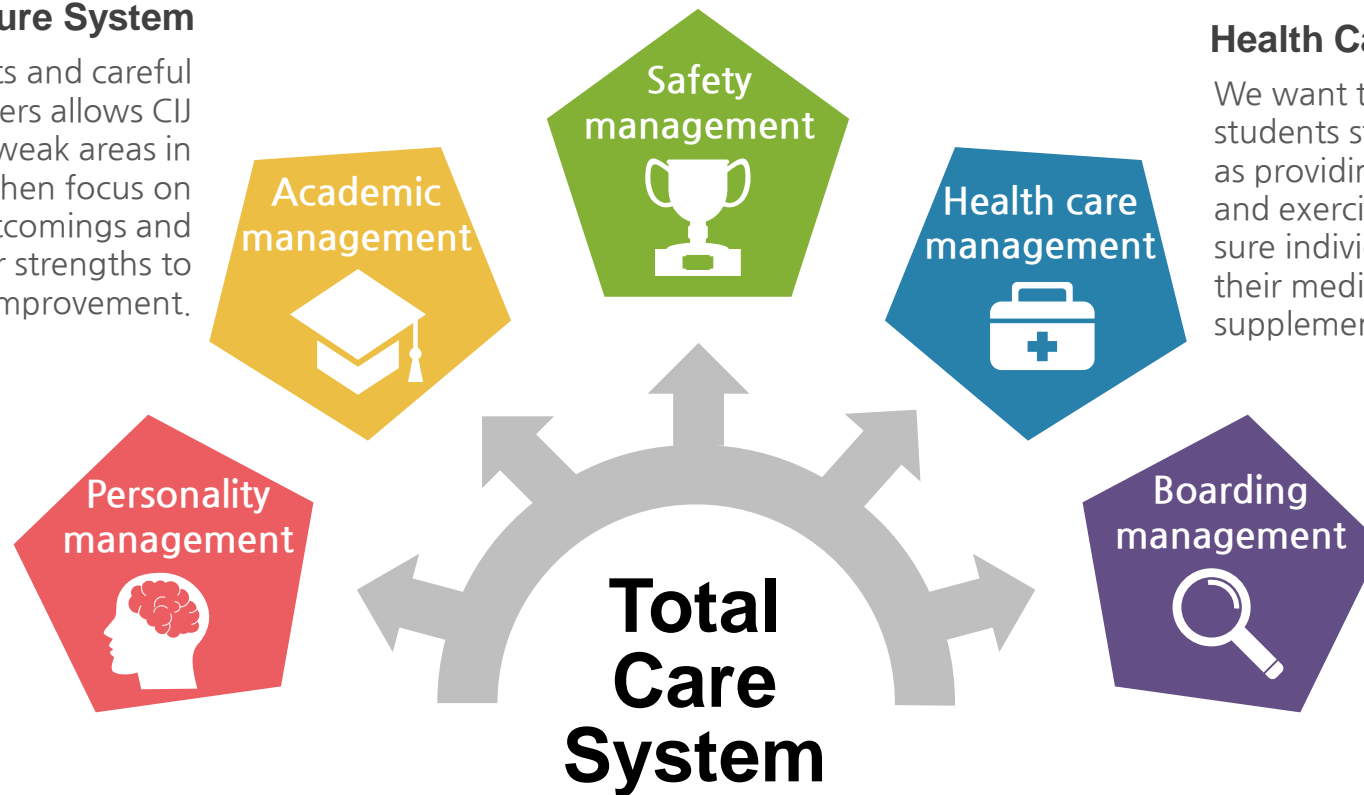 ure System
ts and careful
ers allows CIJ
weak areas in
hen focus on
tcomings and
r strengths to
mprovement.
Safety
management
Academic
management
Health care
management
Personality
management
Boarding
management
Total
Care
System
Health Ca
We want t
students st
as providin
and exerci
sure indivi
their medi
supplemen